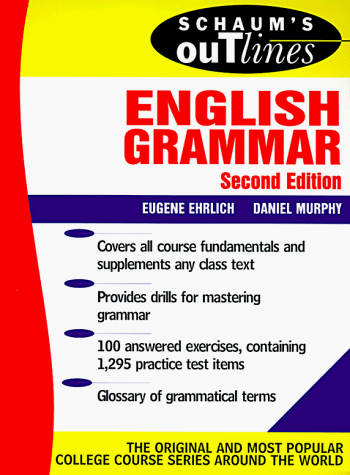 SCHAUM'S
ouTlines
ENGLISH
GRAMMAR
Second Edition
EUGENE EHRLICH DANIEL MURPHY
Covers all course fundamentals and
supplements any class text
Provides drills for mastering
grammar
100 answered exercises, containing
1,295 practice test items
Glossary of grammatical terms
THE ORIGINAL AND MOST POPULAR
COLLEGE COURSE SERIES AROUND THE WORLD